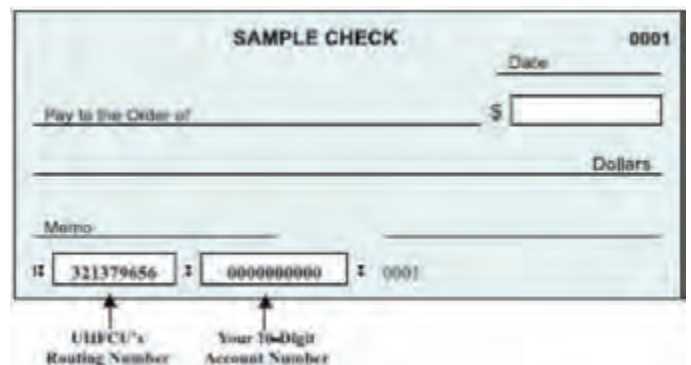 SAMPLE CHECK 0001
Date
Pay to the Order of $
Dollars
Memo
⑆ 321379656 ⑆ 0000000000 ⑆ 0001
UHFCU's Your 10-Digit
Routing Number Account Number